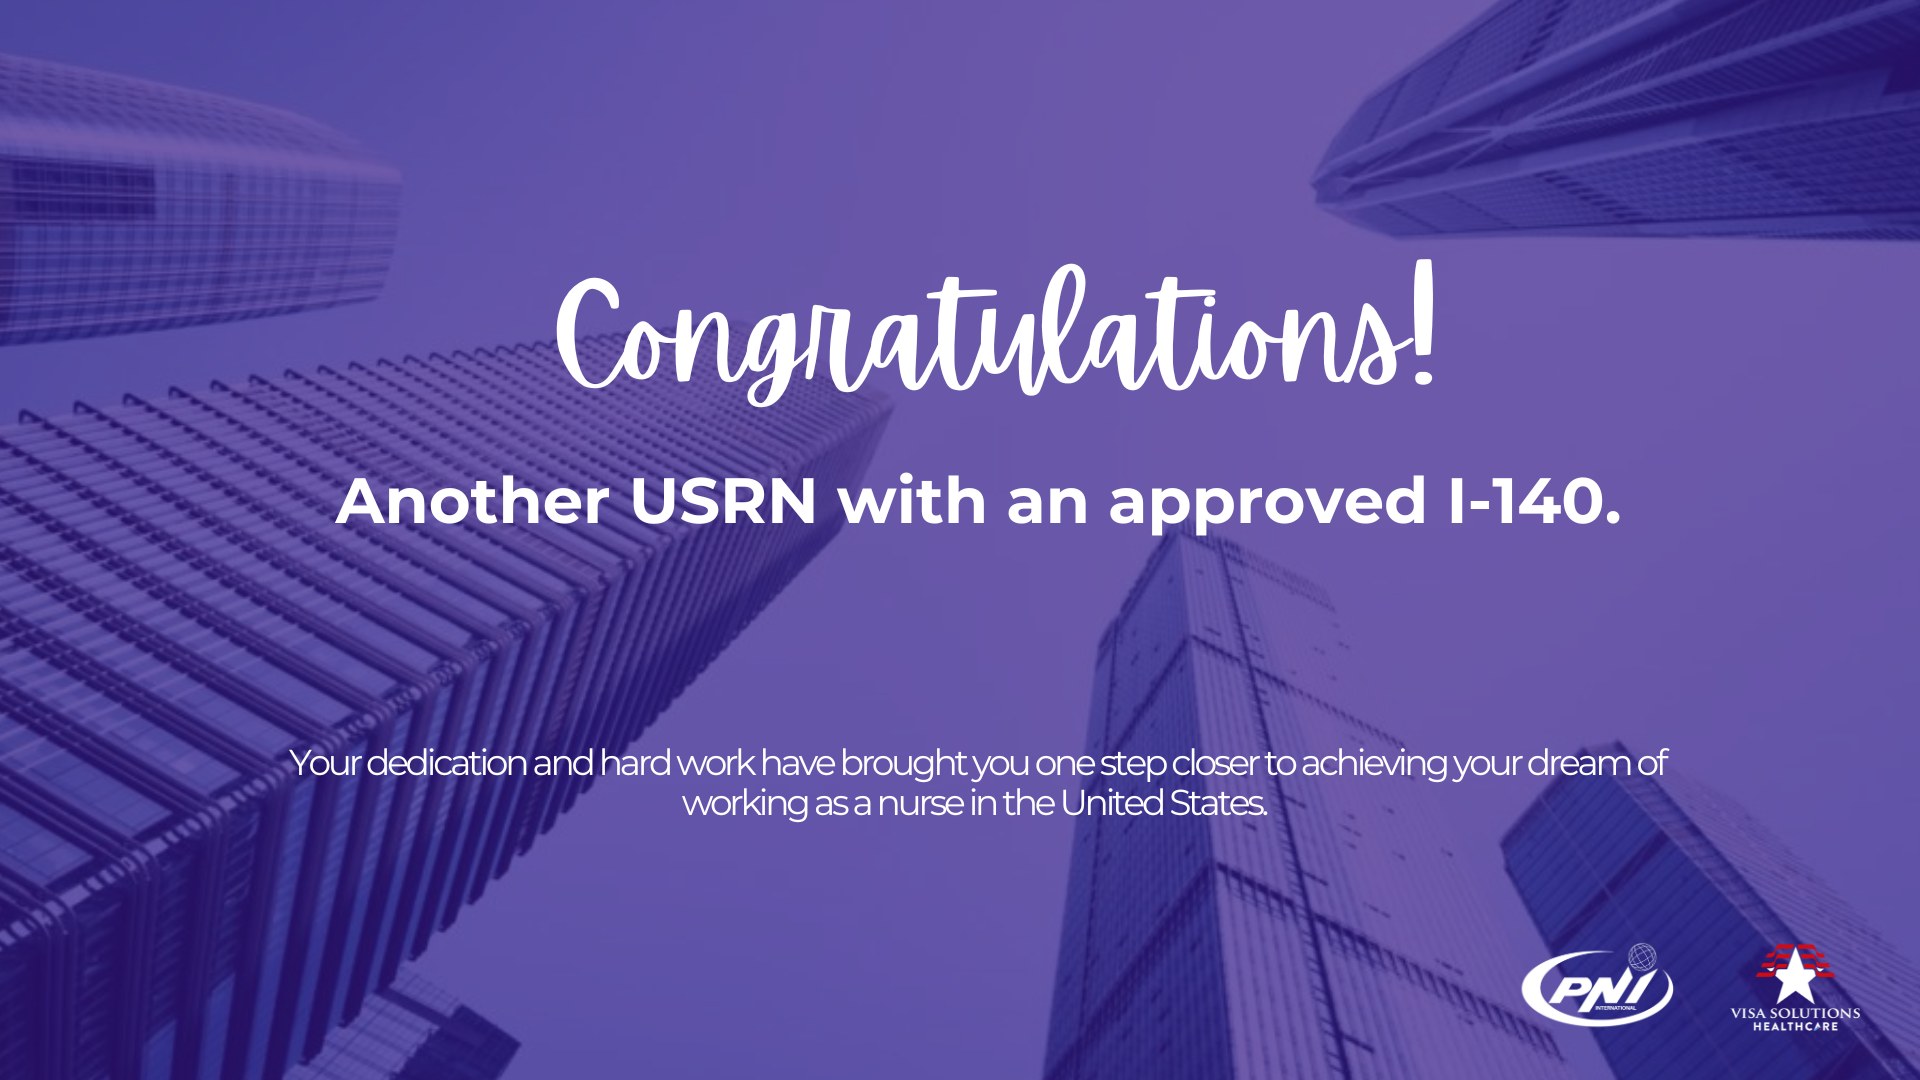 Congratulations!
Another USRN with an approved I-140.
Your dedication and hard work have brought you one step closer to achieving your dream of
working as a nurse in the United States.
PNI
INTERNATIONAL
VISA SOLUTIONS
HEALTHCARE